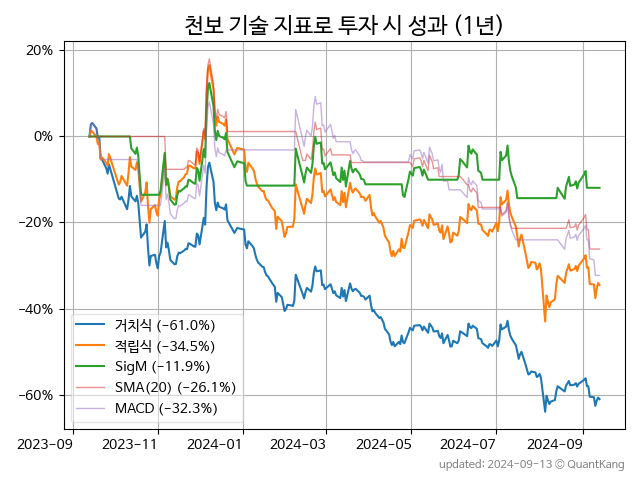 천보 기술 지표로 투자 시 성과 (1년)
20%
0%
−20%
−40%
−60%
거치식 (−61.0%)
적립식 (−34.5%)
SigM (−11.9%)
SMA(20) (−26.1%)
MACD (−32.3%)
2023-09 2023-11 2024-01 2024-03 2024-05 2024-07 2024-09
updated: 2024-09-13 ⓒ QuantKang